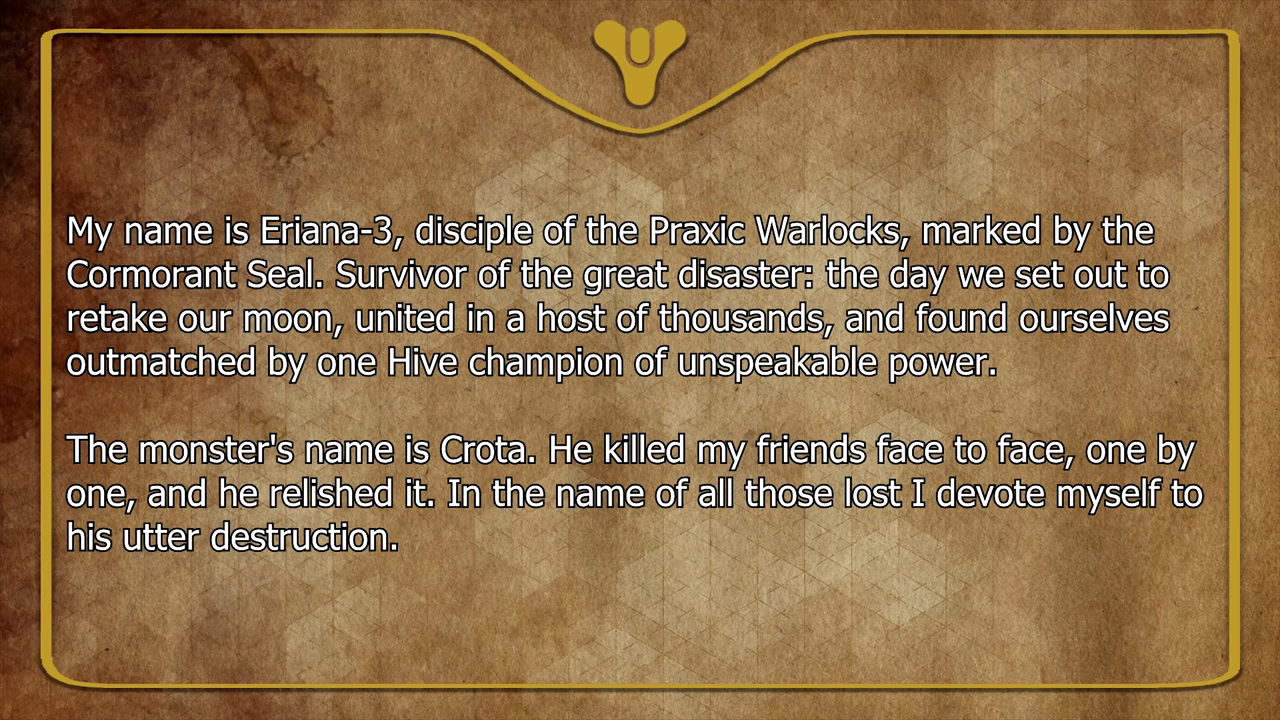 My name is Eriana-3, disciple of the Praxic Warlocks, marked by the
Cormorant Seal. Survivor of the great disaster: the day we set out to
retake our moon, united in a host of thousands, and found ourselves
outmatched by one Hive champion of unspeakable power.
The monster's name is Crota. He killed my friends face to face, one by
one, and he relished it. In the name of all those lost I devote myself to
his utter destruction.